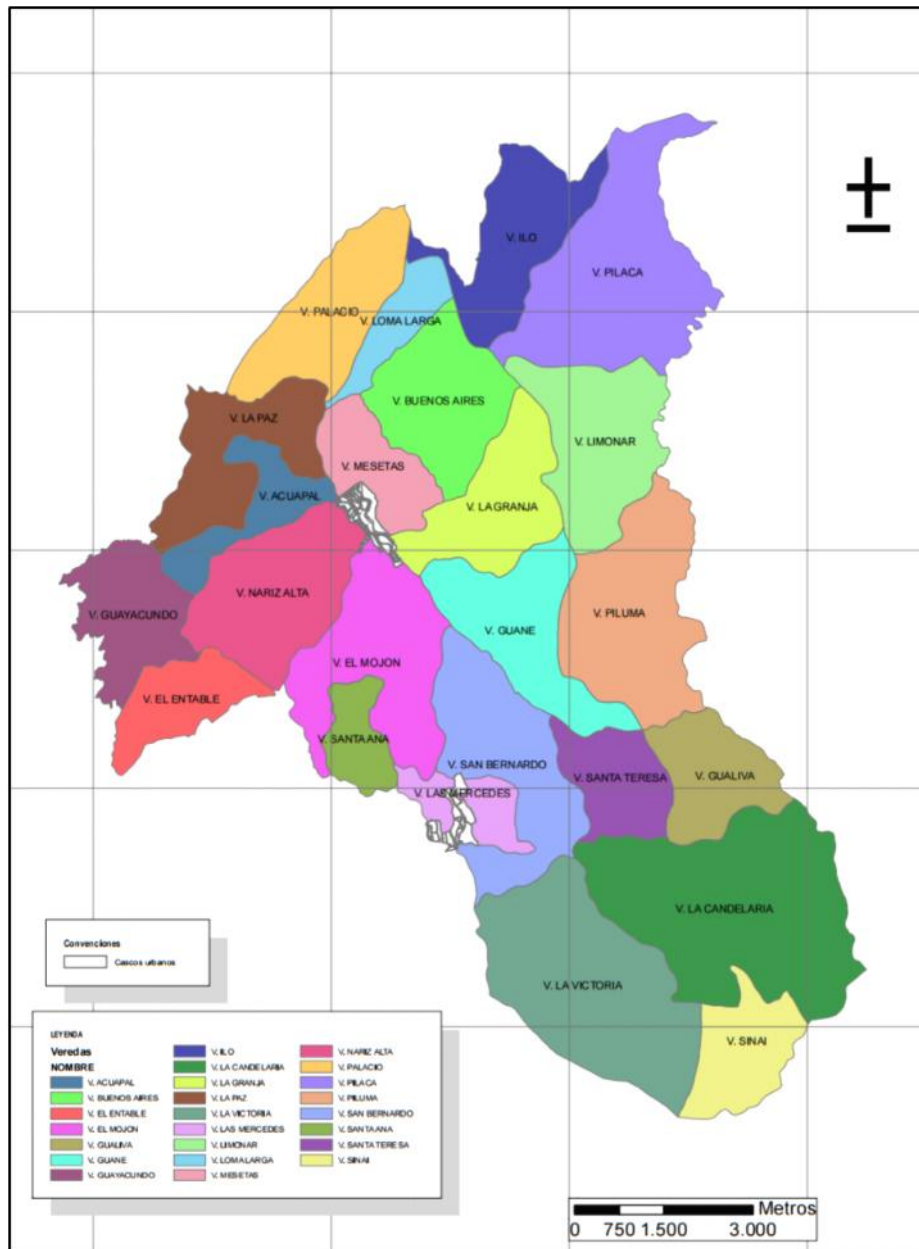 V. ILO
V. PILACA
V. PALACIO
V. LOMA LARGA
V. BUENOS AIRES
V. LA PAZ
V. LIMONAR
V. MESETAS
V. ACUAPAL
V. LA GRANJA
V. NARIZ ALTA
V. GUAYACUNDO
V. PILUMA
V. GUANE
V. EL MOJON
V. EL ENTABLE
V. SANTA ANA
V. SAN BERNARDO
V. SANTA TERESA
V. GUALIVA
V. LAS MERCEDES
V. LA CANDELARIA
V. LA VICTORIA
V. SINAI
Convenciones
Cascos urbanos
LEYENDA
Veredas
NOMBRE
V. ACUAPAL
V. BUENOS AIRES
V. EL ENTABLE
V. EL MOJON
V. GUALIVA
V. GUANE
V. GUAYACUNDO
V. ILO
V. LA CANDELARIA
V. LA GRANJA
V. LA PAZ
V. LA VICTORIA
V. LAS MERCEDES
V. LIMONAR
V. LOMA LARGA
V. MESETAS
V. NARIZ ALTA
V. PALACIO
V. PILACA
V. PILUMA
V. SAN BERNARDO
V. SANTA ANA
V. SANTA TERESA
V. SINAI
Metros
0 750 1.500 3.000